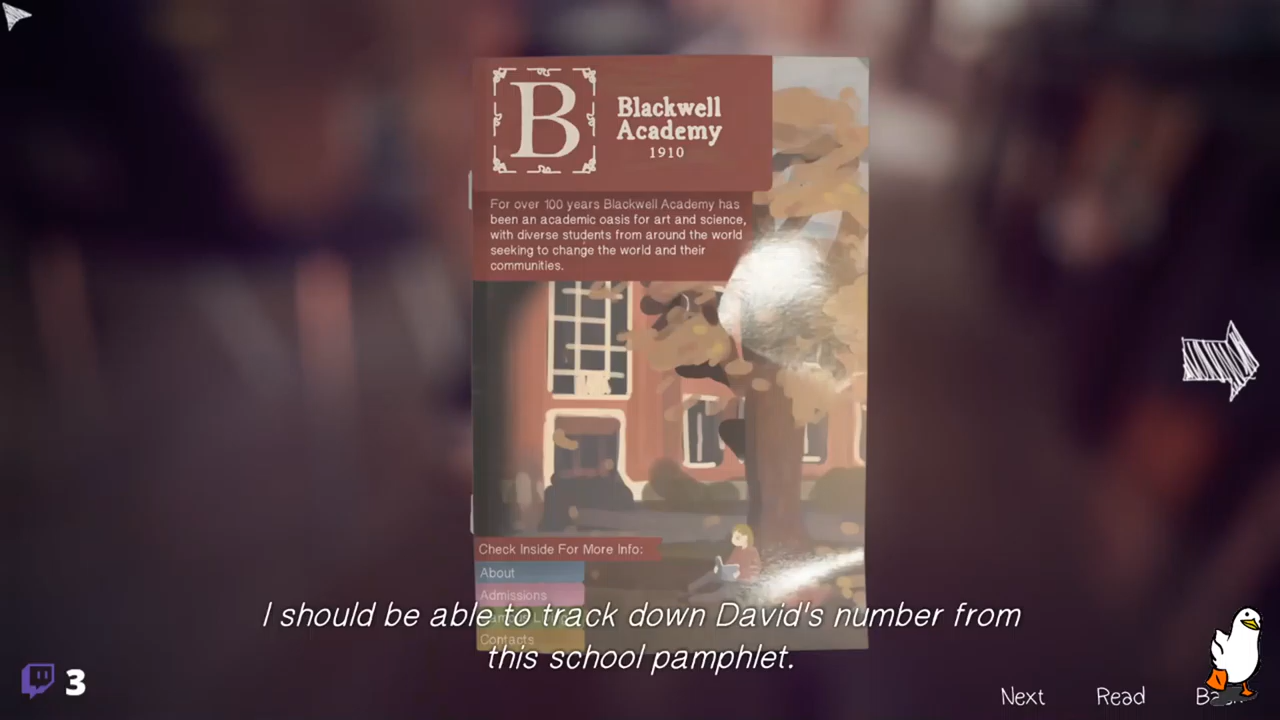 B
Blackwell
Academy
1910
For over 100 years Blackwell Academy has
been an academic oasis for art and science,
with diverse students from around the world
seeking to change the world and their
communities.
Check Inside For More Info:
About
Admissions
Contacts
I should be able to track down David's number from
this school pamphlet.
3
Next
Read